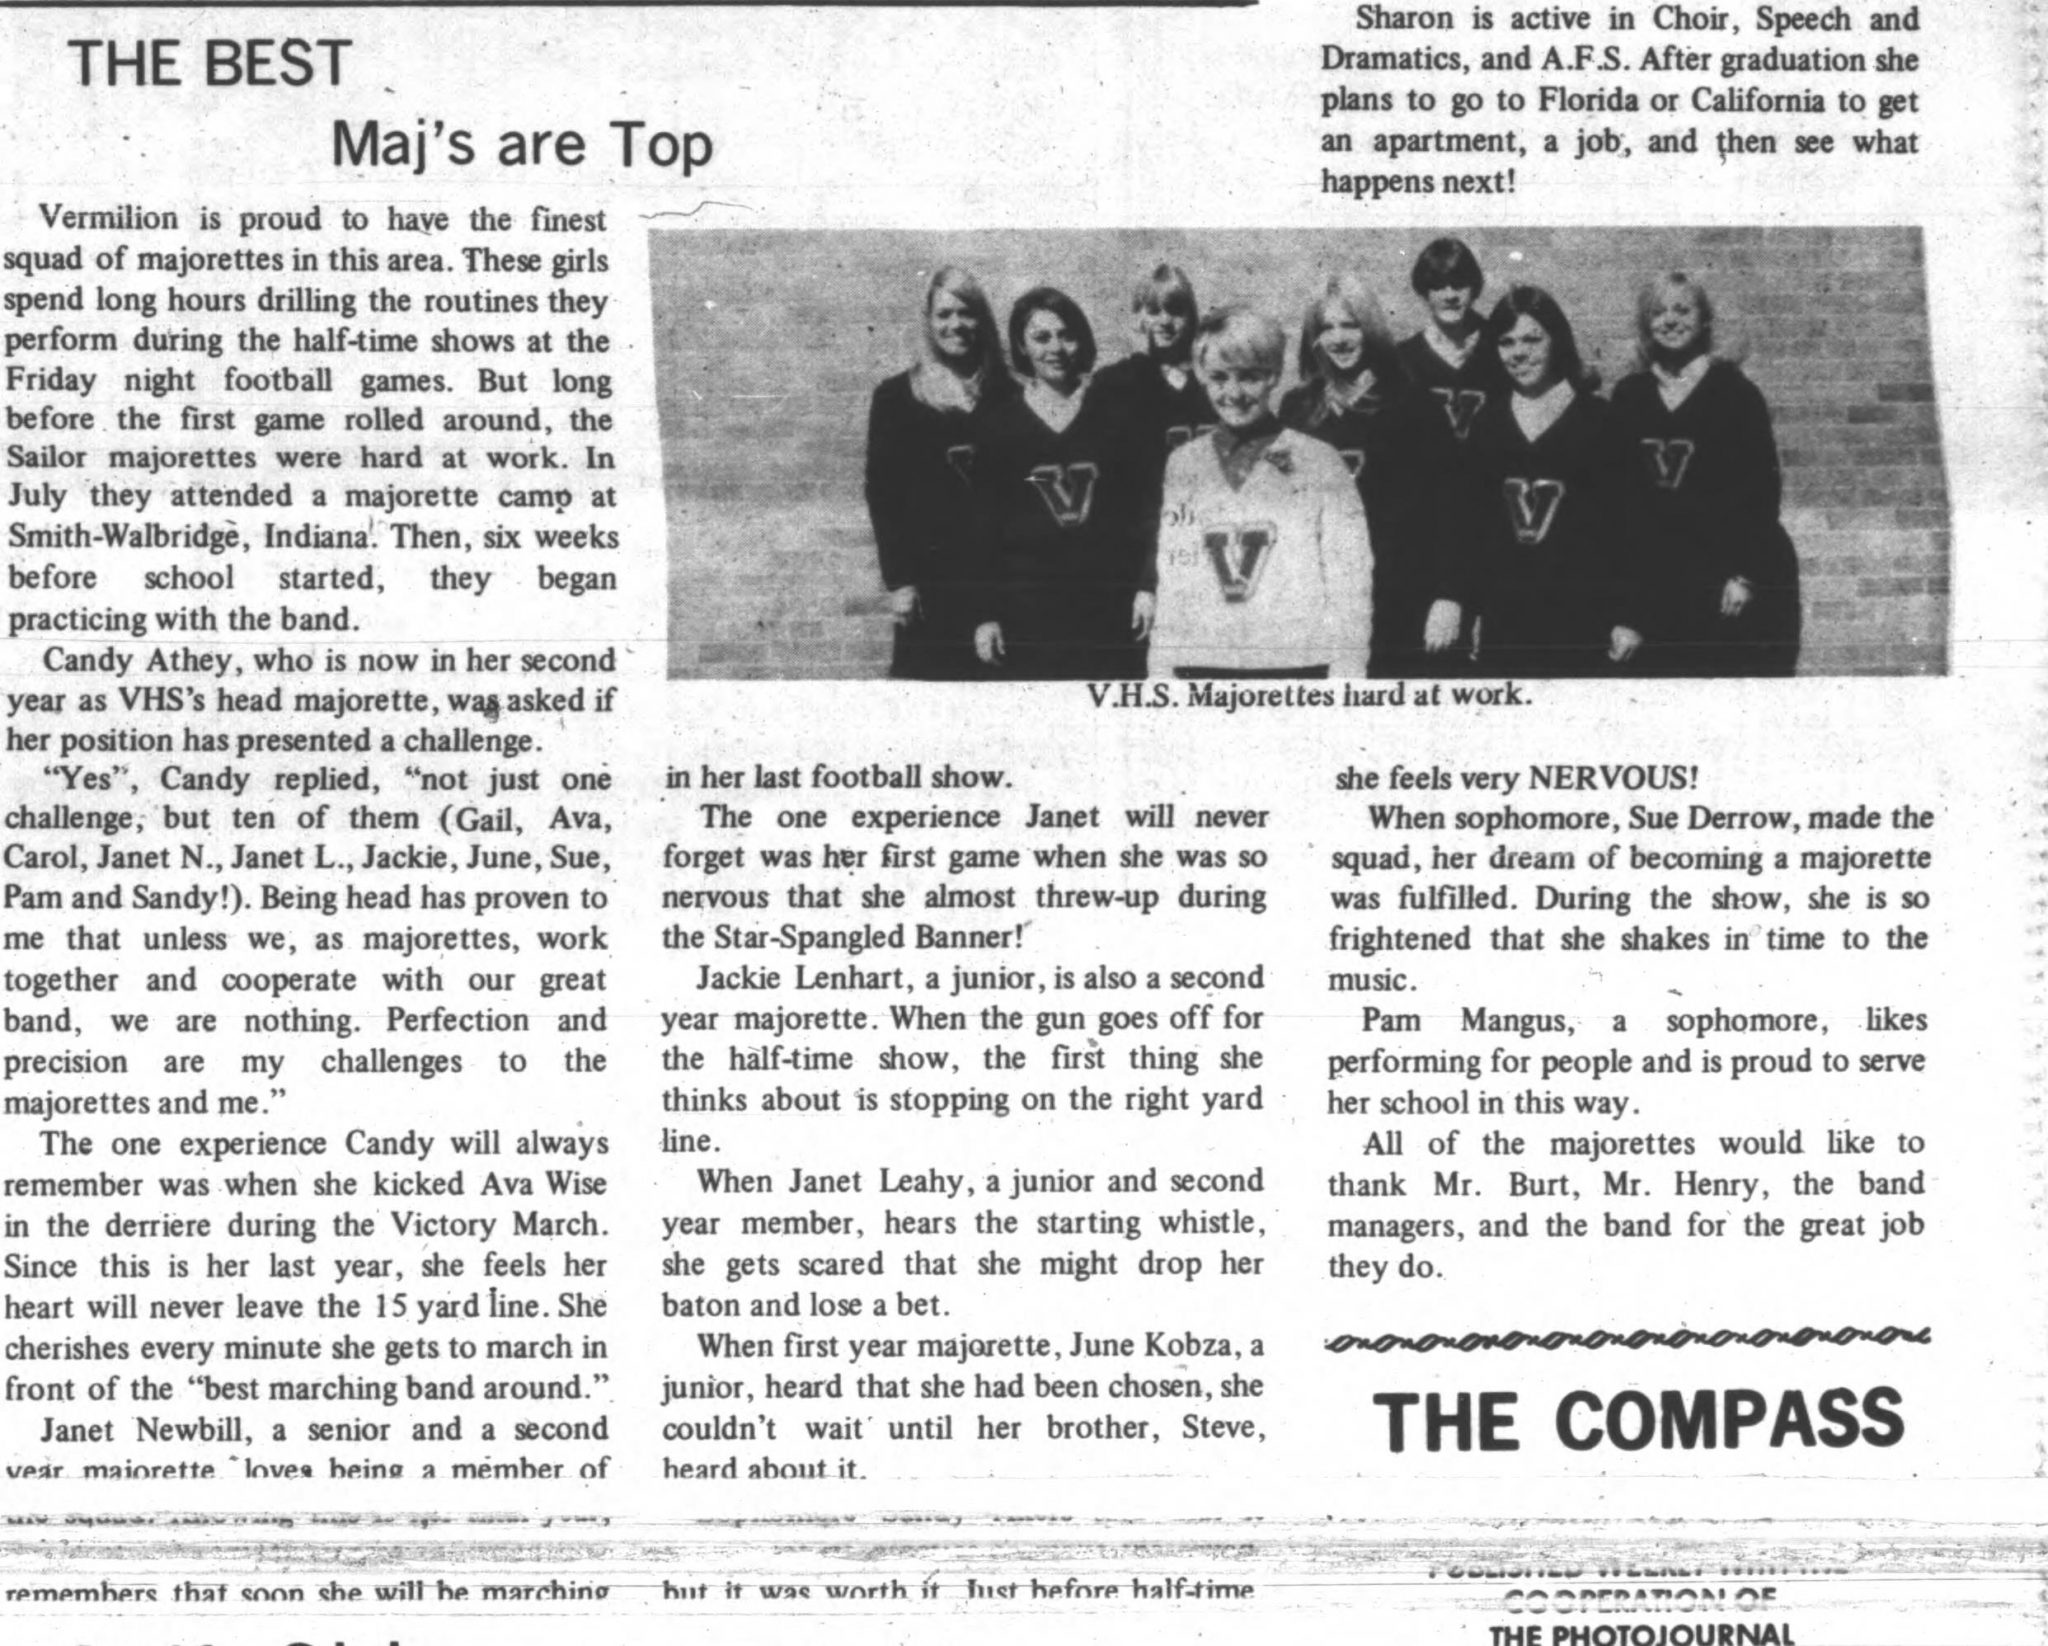 THE BEST
Maj's are Top
Vermilion is proud to have the finest
squad of majorettes in this area. These girls
spend long hours drilling the routines they
perform during the half-time shows at the
Friday night football games. But long
before the first game rolled around, the
Sailor majorettes were hard at work. In
July they attended a majorette camp at
Smith-Walbridge, Indiana. Then, six weeks
before school started, they began
practicing with the band.
Candy Athey, who is now in her second
year as VHS's head majorette, was asked if
her position has presented a challenge.
"Yes", Candy replied, "not just one
challenge, but ten of them (Gail, Ava,
Carol, Janet N., Janet L., Jackie, June, Sue,
Pam and Sandy!). Being head has proven to
me that unless we, as majorettes, work
together and cooperate with our great
band, we are nothing. Perfection and
precision are my challenges to the
majorettes and me."
The one experience Candy will always
remember was when she kicked Ava Wise
in the derriere during the Victory March.
Since this is her last year, she feels her
heart will never leave the 15 yard line. She
cherishes every minute she gets to march in
front of the "best marching band around."
Janet Newbill, a senior and a second
year majorette loves being a member of
remembers that soon she will be marching
in her last football show.
The one experience Janet will never
forget was her first game when she was so
nervous that she almost threw-up during
the Star-Spangled Banner!
Jackie Lenhart, a junior, is also a second
year majorette. When the gun goes off for
the half-time show, the first thing she
thinks about is stopping on the right yard
line.
When Janet Leahy, a junior and second
year member, hears the starting whistle,
she gets scared that she might drop her
baton and lose a bet.
When first year majorette, June Kobza, a
junior, heard that she had been chosen, she
couldn't wait until her brother, Steve,
heard about it.
but it was worth it. Just before half-time
Sharon is active in Choir, Speech and
Dramatics, and A.F.S. After graduation she
plans to go to Florida or California to get
an apartment, a job, and then see what
happens next!
V V V V V V V V
V.H.S. Majorettes hard at work.
she feels very NERVOUS!
When sophomore, Sue Derrow, made the
squad, her dream of becoming a majorette
was fulfilled. During the show, she is so
frightened that she shakes in time to the
music.
Pam Mangus, a sophomore, likes
performing for people and is proud to serve
her school in this way.
All of the majorettes would like to
thank Mr. Burt, Mr. Henry, the band
managers, and the band for the great job
they do.
THE COMPASS
PUBLISHED WEEKLY WITH THE
COOPERATION OF
THE PHOTOJOURNAL